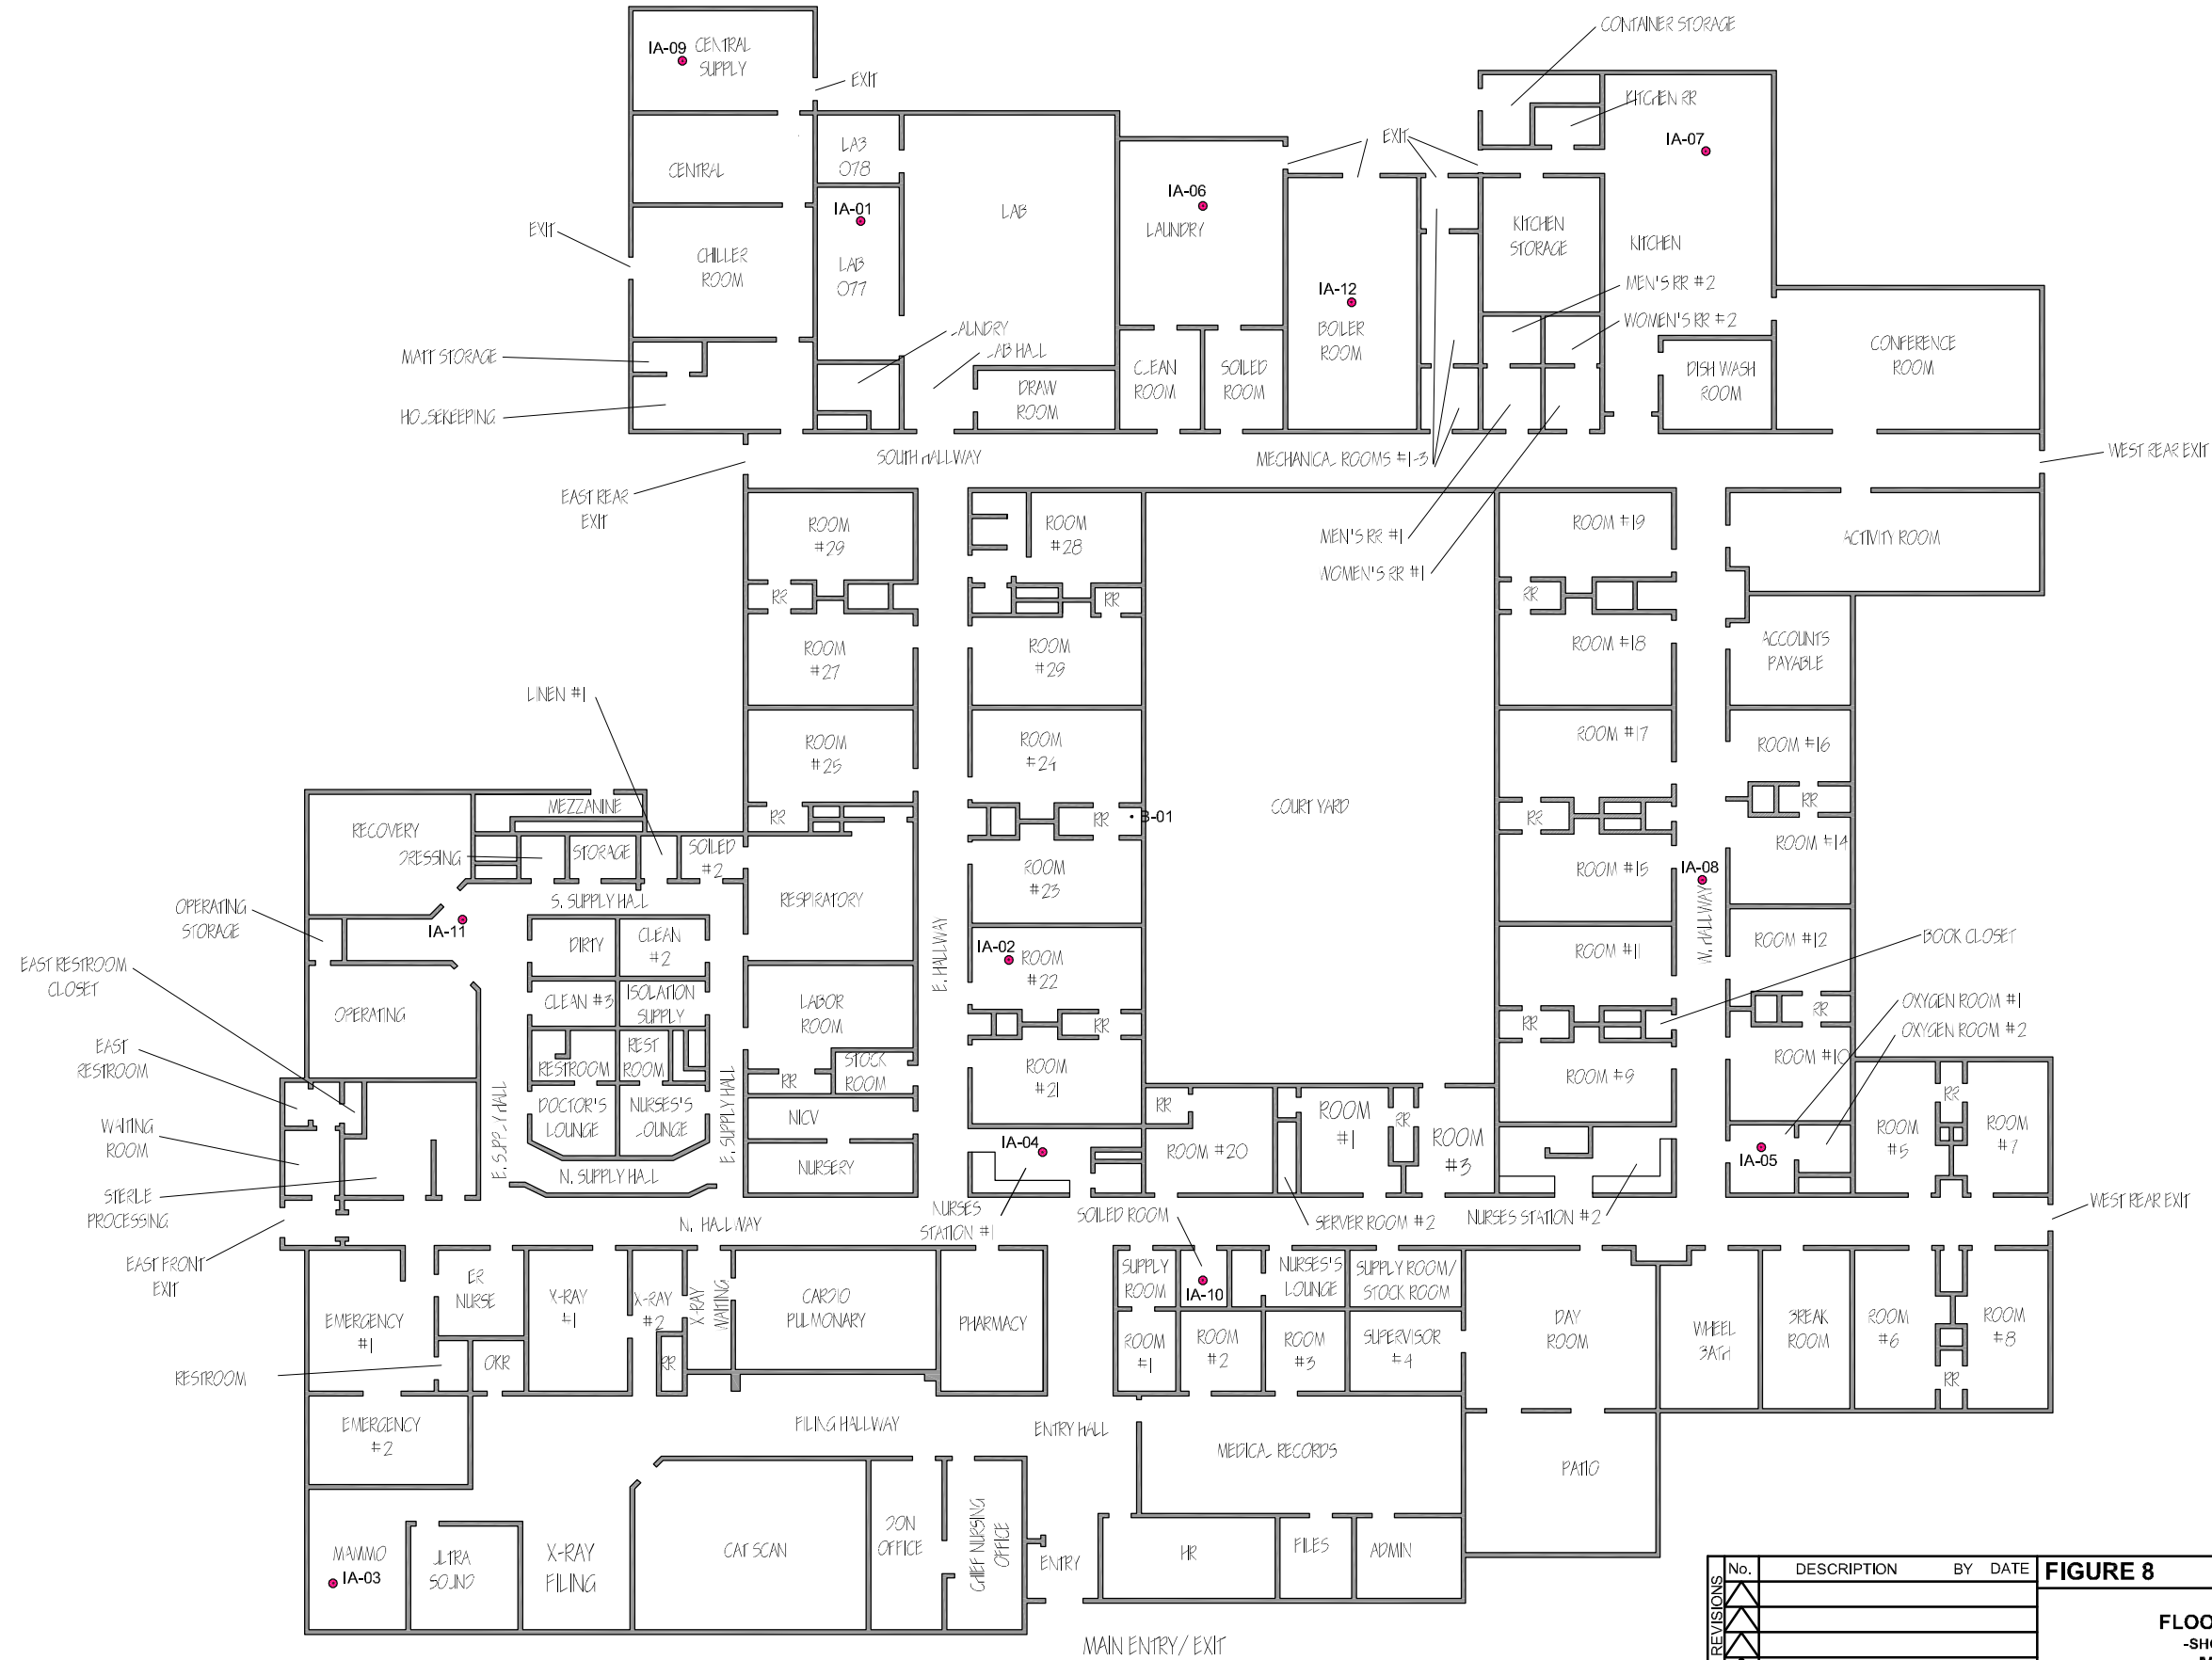 CONTAINER STORAGE
IA-09
CENTRAL
SUPPLY
EXIT
KITCHEN RR
EXIT
IA-07
LAB
078
CENTRAL
IA-06
IA-01
LAB
LAUNDRY
KITCHEN
STORAGE
KITCHEN
EXIT
CHILLER
ROOM
LAB
077
IA-12
MEN'S RR #2
BOILER
ROOM
WOMEN'S RR #2
LAUNDRY
LAB HALL
MATT STORAGE
CONFERENCE
ROOM
CLEAN
ROOM
SOILED
ROOM
DISH WASH
ROOM
DRAW
ROOM
HOUSEKEEPING
SOUTH HALLWAY
MECHANICAL ROOMS #1-3
WEST REAR EXIT
EAST REAR
EXIT
ROOM
#29
ROOM
#28
MEN'S RR #1
ROOM #19
ACTIVITY ROOM
WOMEN'S RR #1
RR
RR
RR
ROOM
#27
ROOM
#29
ROOM #18
ACCOUNTS
PAYABLE
LINEN #1
ROOM
#25
ROOM
#24
ROOM #17
ROOM #16
MEZZANINE
COURT YARD
RR
RR
B-01
RR
RR
RECOVERY
DRESSING
STORAGE
SOILED
#2
ROOM #14
ROOM
#23
ROOM #15
IA-08
S. SUPPLY HALL
RESPIRATORY
OPERATING
STORAGE
IA-11
W. HALLWAY
DIRTY
CLEAN
#2
E. HALLWAY
IA-02
ROOM
#22
ROOM #11
ROOM #12
BOOK CLOSET
EAST RESTROOM
CLOSET
CLEAN #3
ISOLATION
SUPPLY
LABOR
ROOM
OPERATING
RR
RR
RR
OXYGEN ROOM #1
OXYGEN ROOM #2
EAST
RESTROOM
RESTROOM
REST
ROOM
STOCK
ROOM
RR
ROOM
#21
ROOM #9
ROOM #10
RR
E. SUPPLY HALL
DOCTOR'S
LOUNGE
NURSES'S
LOUNGE
E. SUPPLY HALL
NICV
RR
ROOM
#1
RR
ROOM
#3
ROOM
#5
ROOM
#7
WAITING
ROOM
IA-04
ROOM #20
IA-05
NURSERY
N. SUPPLY HALL
STERLE
PROCESSING
NURSES
STATION #1
SOILED ROOM
SERVER ROOM #2
NURSES STATION #2
WEST REAR EXIT
N. HALLWAY
EAST FRONT
EXIT
ER
NURSE
X-RAY
#1
X-RAY
#2
X-RAY
WAITING
CARDIO
PULMONARY
SUPPLY
ROOM
IA-10
NURSES'S
LOUNGE
SUPPLY ROOM/
STOCK ROOM
EMERGENCY
#1
PHARMACY
ROOM
#1
ROOM
#2
ROOM
#3
SUPERVISOR
#4
DAY
ROOM
WHEEL
BATH
BREAK
ROOM
ROOM
#6
ROOM
#8
RESTROOM
OKR
RR
RR
EMERGENCY
#2
FILING HALLWAY
ENTRY HALL
MEDICAL RECORDS
PATIO
MAMMO
IA-03
ULTRA
SOUND
X-RAY
FILING
CAT SCAN
DON
OFFICE
CHIEF NURSING
OFFICE
ENTRY
HR
FILES
ADMIN
MAIN ENTRY/ EXIT
REVISIONS
No. DESCRIPTION BY DATE
FIGURE 8
FLOO
-SHO